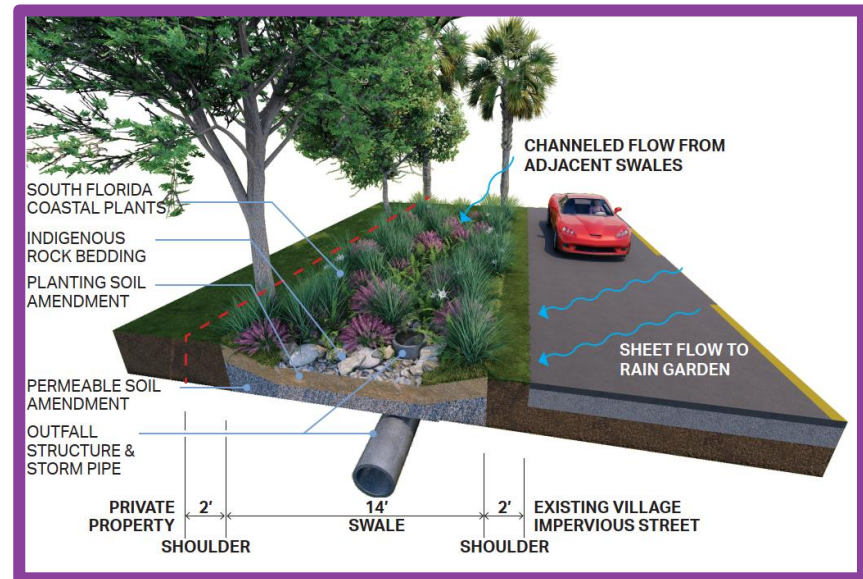 CHANNELED FLOW FROM
ADJACENT SWALES
SOUTH FLORIDA
COASTAL PLANTS
INDIGENOUS
ROCK BEDDING
PLANTING SOIL
AMENDMENT
SHEET FLOW TO
RAIN GARDEN
PERMEABLE SOIL
AMENDMENT
OUTFALL
STRUCTURE &
STORM PIPE
PRIVATE
PROPERTY
2'
SHOULDER
14'
SWALE
2'
SHOULDER
EXISTING VILLAGE
IMPERVIOUS STREET